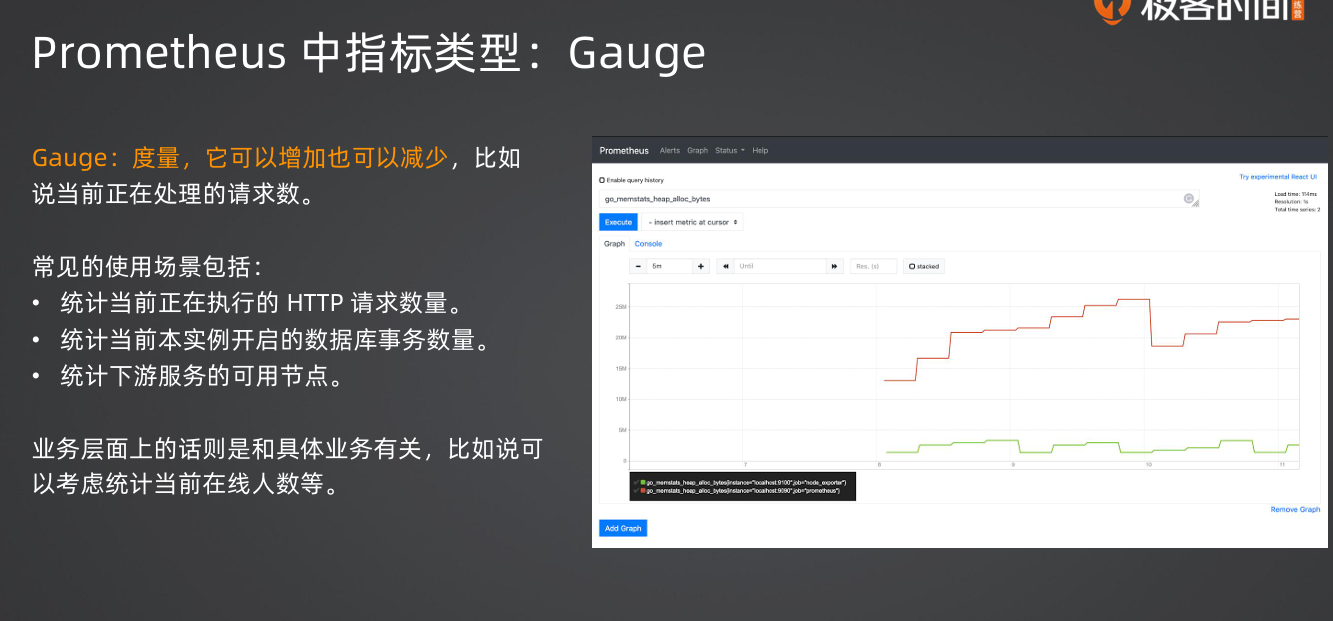 极客时间
练营
Prometheus 中指标类型：Gauge
Gauge：度量，它可以增加也可以减少，比如
说当前正在处理的请求数。
常见的使用场景包括：
• 统计当前正在执行的 HTTP 请求数量。
• 统计当前本实例开启的数据库事务数量。
• 统计下游服务的可用节点。
业务层面上的话则是和具体业务有关，比如说可
以考虑统计当前在线人数等。
Prometheus Alerts Graph Status Help
Enable query history
Try experimental React UI
go_memstats_heap_alloc_bytes
Load time: 114ms
Resolution: 1s
Total time series: 2
Execute - insert metric at cursor
Graph Console
- 5m + Until Res. (s) stacked
25M
20M
15M
10M
5M
0
7 8 9 10 11
go_memstats_heap_alloc_bytes{instance="localhost:9100",job="node_exporter"}
go_memstats_heap_alloc_bytes{instance="localhost:9090",job="prometheus"}
Remove Graph
Add Graph